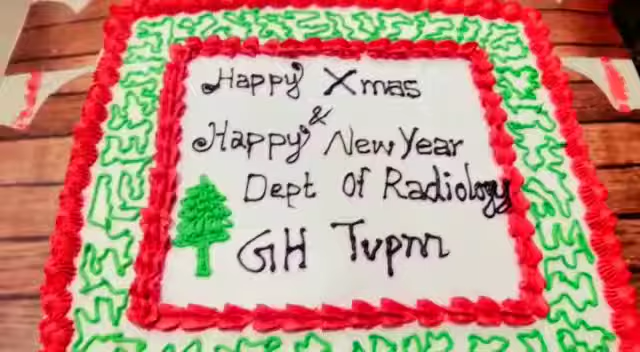 Happy Xmas
&
Happy New Year
Dept Of Radiology
GH Tvpm